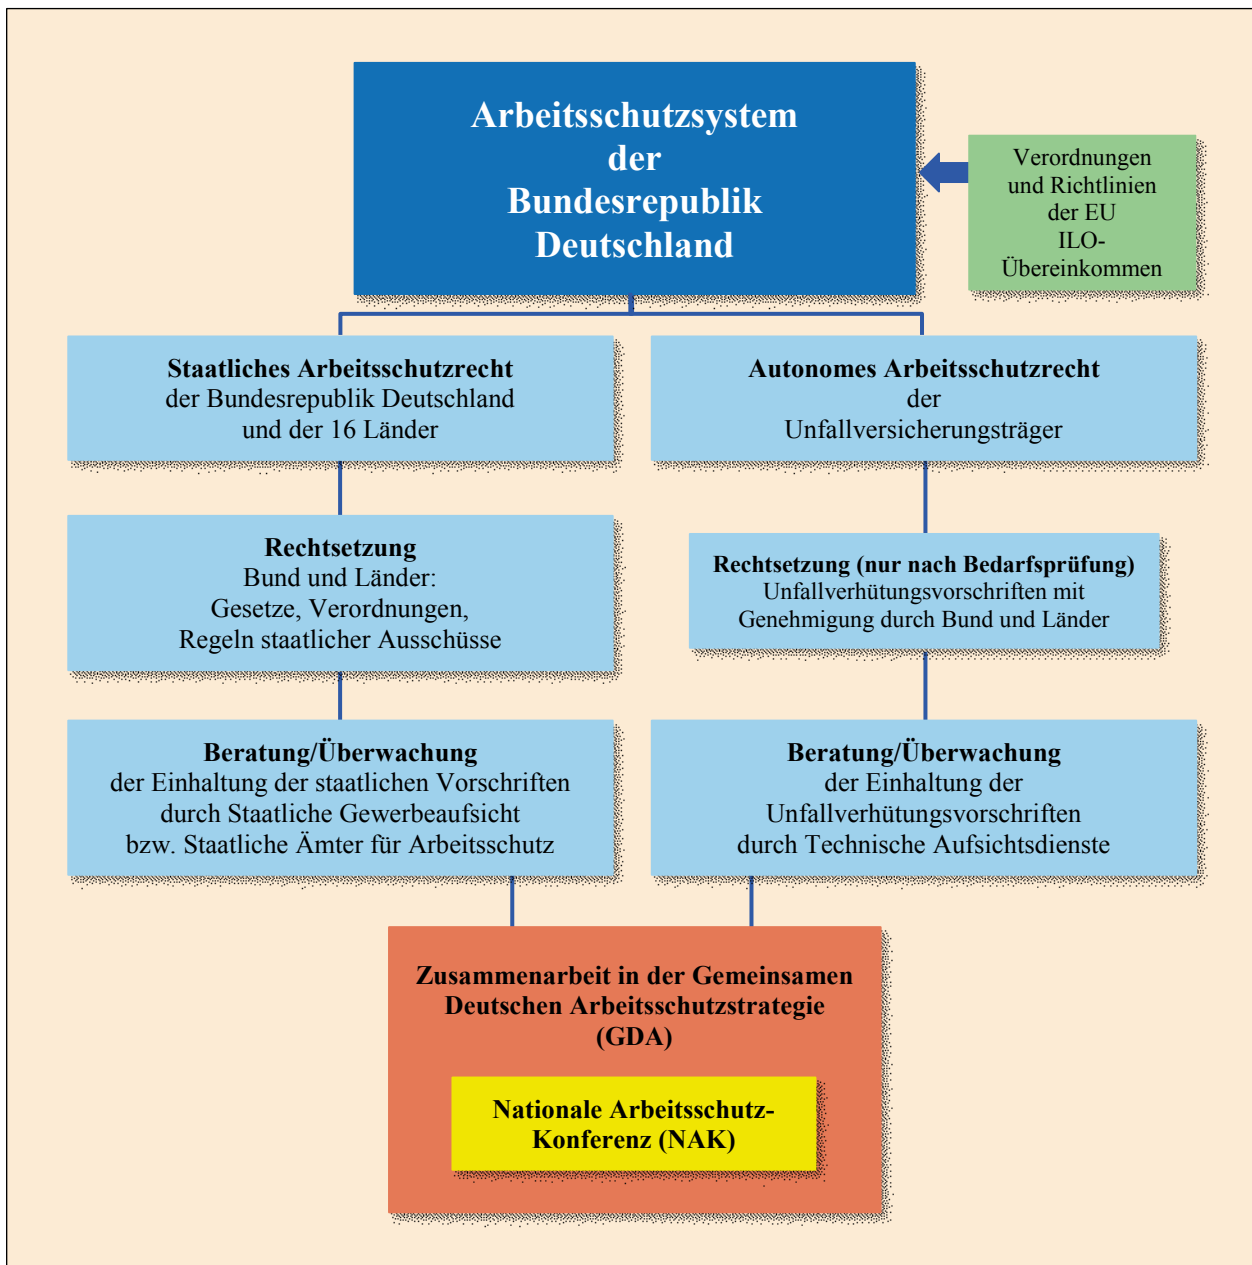 Arbeitsschutzsystem
der
Bundesrepublik
Deutschland
Verordnungen
und Richtlinien
der EU
ILO-
Übereinkommen
Staatliches Arbeitsschutzrecht
der Bundesrepublik Deutschland
und der 16 Länder
Autonomes Arbeitsschutzrecht
der
Unfallversicherungsträger
Rechtsetzung
Bund und Länder:
Gesetze, Verordnungen,
Regeln staatlicher Ausschüsse
Rechtsetzung (nur nach Bedarfsprüfung)
Unfallverhütungsvorschriften mit
Genehmigung durch Bund und Länder
Beratung/Überwachung
der Einhaltung der staatlichen Vorschriften
durch Staatliche Gewerbeaufsicht
bzw. Staatliche Ämter für Arbeitsschutz
Beratung/Überwachung
der Einhaltung der
Unfallverhütungsvorschriften
durch Technische Aufsichtsdienste
Zusammenarbeit in der Gemeinsamen
Deutschen Arbeitsschutzstrategie
(GDA)
Nationale Arbeitsschutz-
Konferenz (NAK)